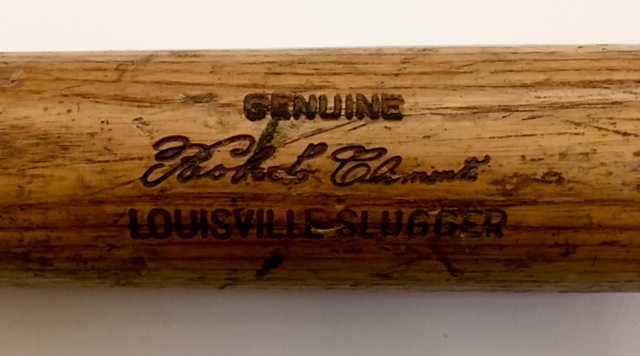 GENUINE
Roberto Clemente
LOUISVILLE SLUGGER